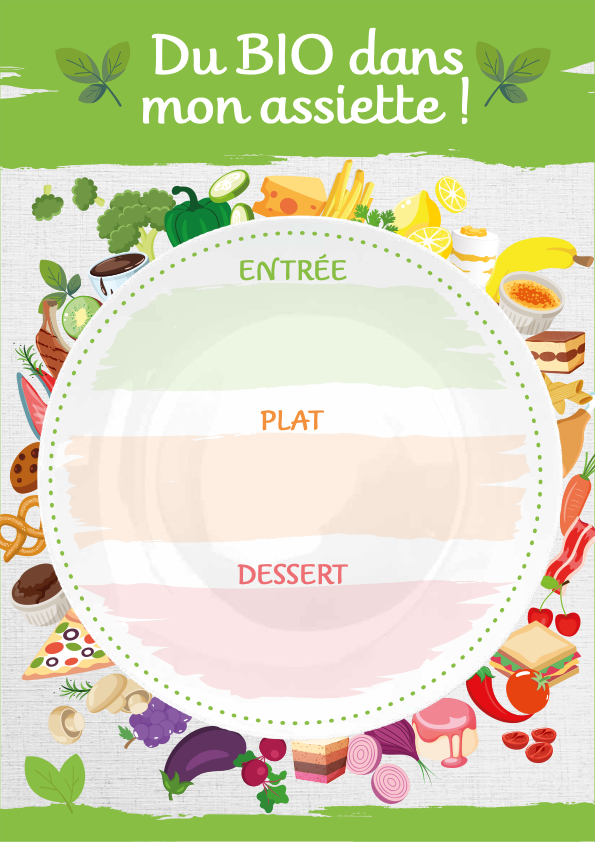 Du BIO dans
mon assiette !
ENTRÉE
PLAT
DESSERT